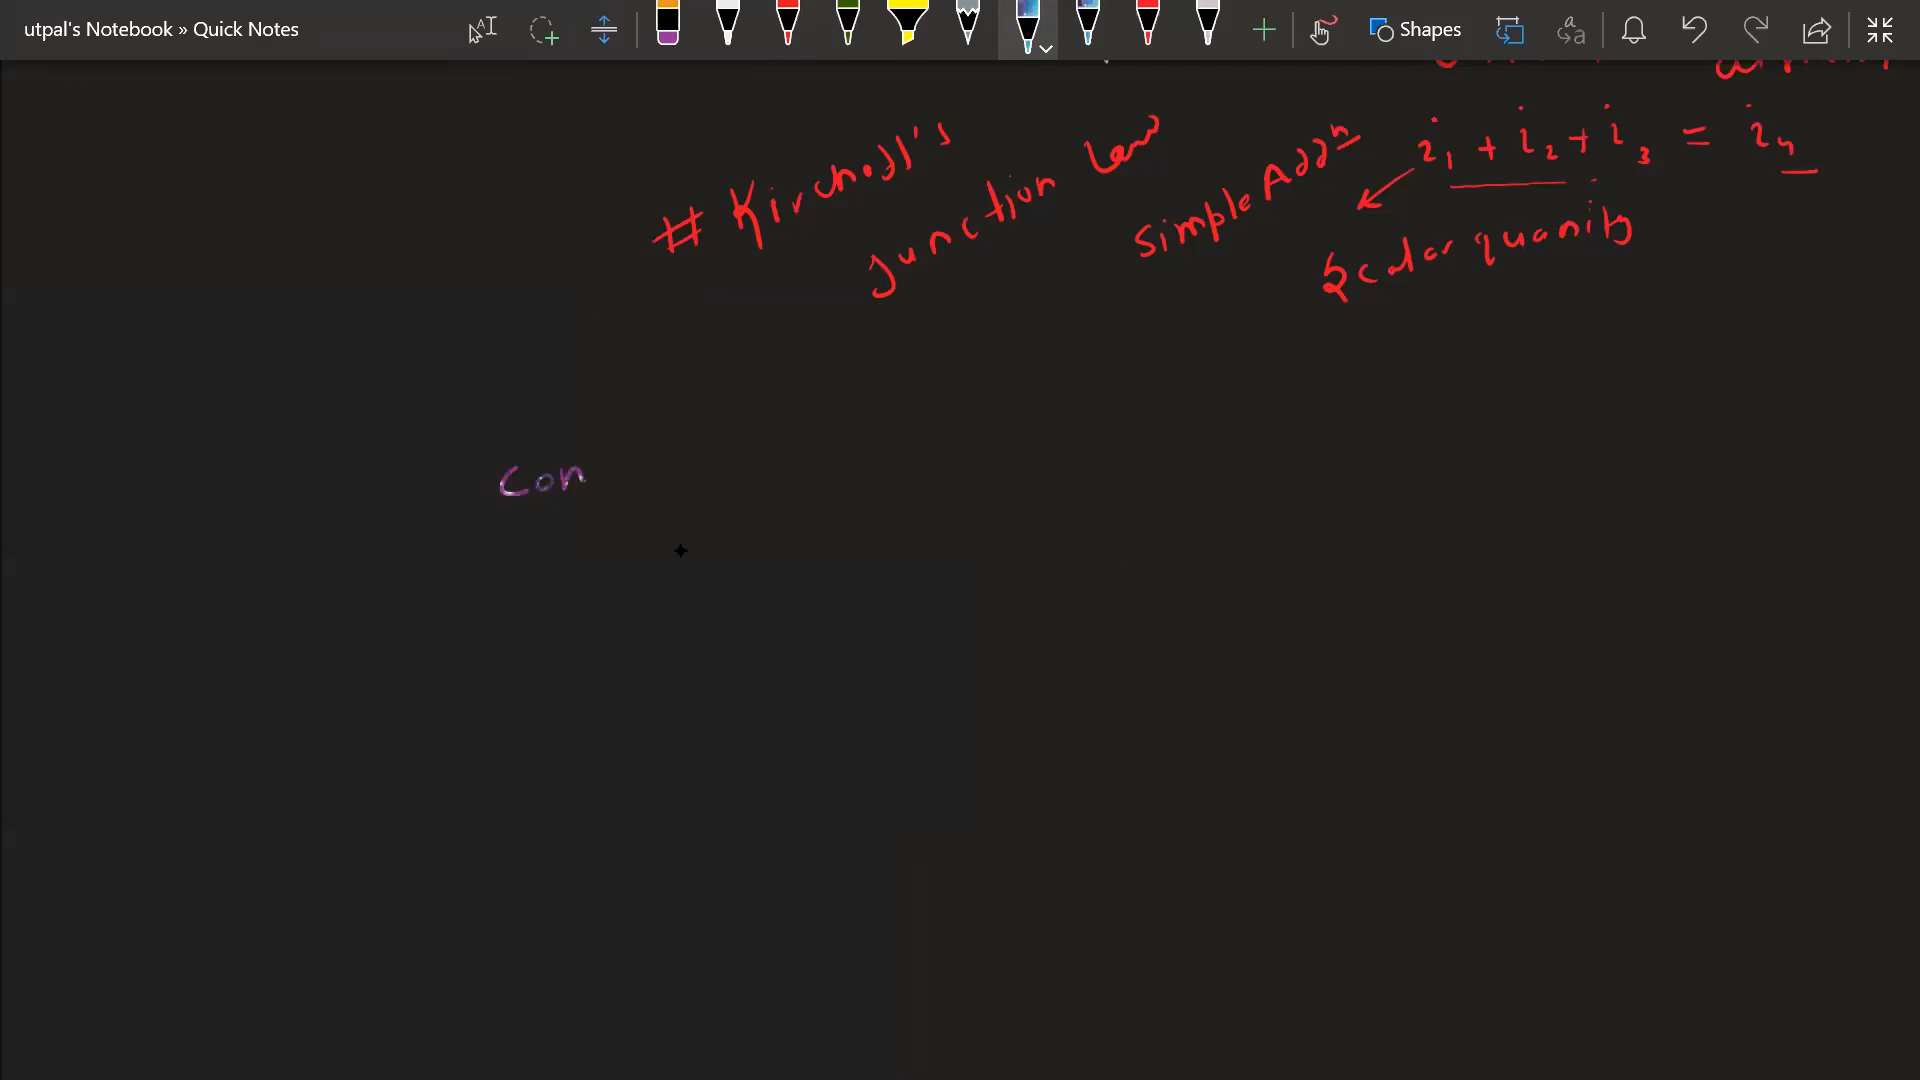 utpal's Notebook » Quick Notes
Shapes
# Kirchoff's
junction Law
Simple Addn
i1 + i2 + i3 = i4
Scalar quanity
Con